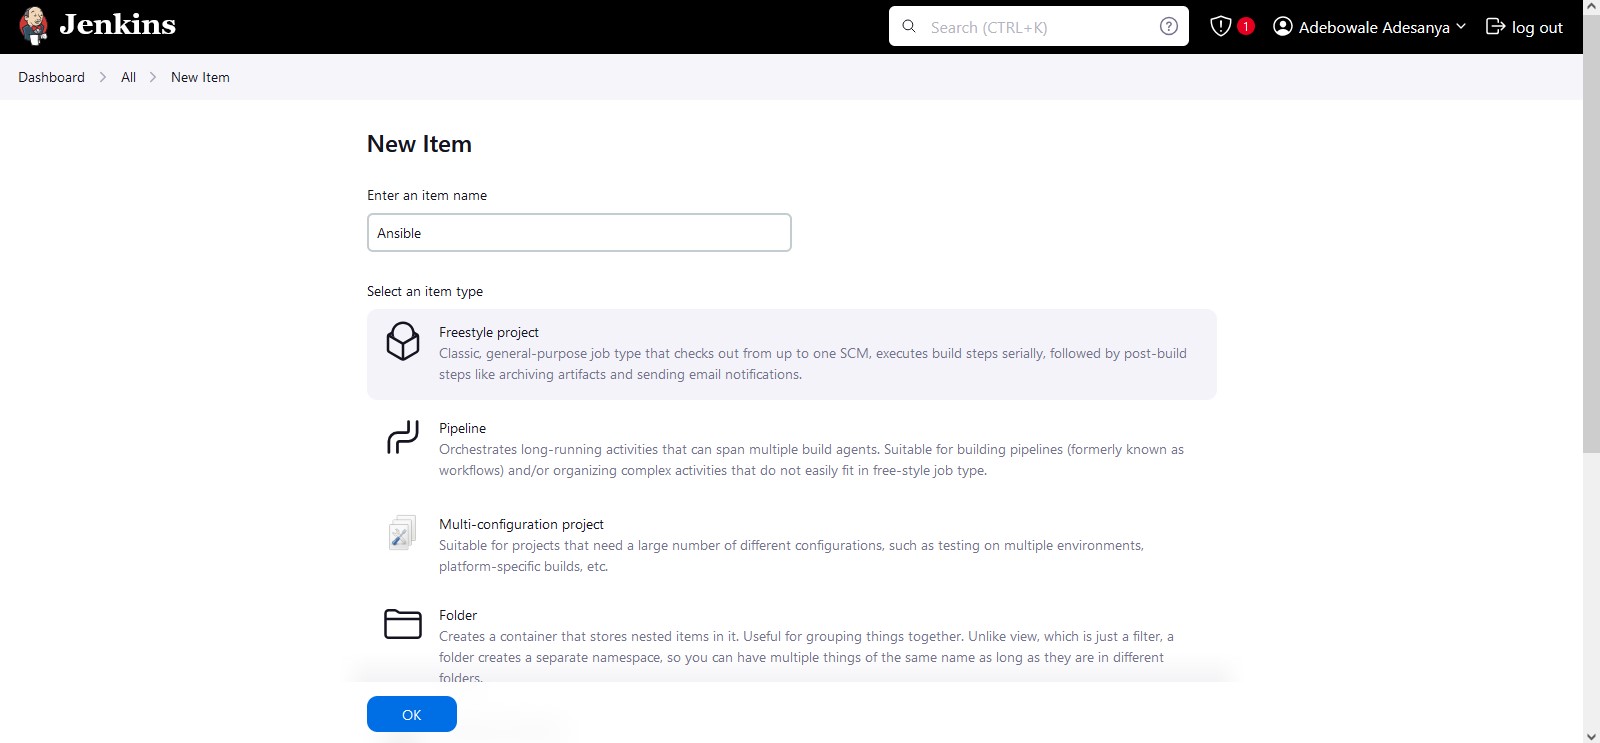 Jenkins
Search (CTRL+K)
1
Adebowale Adesanya
log out
Dashboard
All
New Item
New Item
Enter an item name
Ansible
Select an item type
Freestyle project
Classic, general-purpose job type that checks out from up to one SCM, executes build steps serially, followed by post-build
steps like archiving artifacts and sending email notifications.
Pipeline
Orchestrates long-running activities that can span multiple build agents. Suitable for building pipelines (formerly known as
workflows) and/or organizing complex activities that do not easily fit in free-style job type.
Multi-configuration project
Suitable for projects that need a large number of different configurations, such as testing on multiple environments,
platform-specific builds, etc.
Folder
Creates a container that stores nested items in it. Useful for grouping things together. Unlike view, which is just a filter, a
folder creates a separate namespace, so you can have multiple things of the same name as long as they are in different
folders.
OK